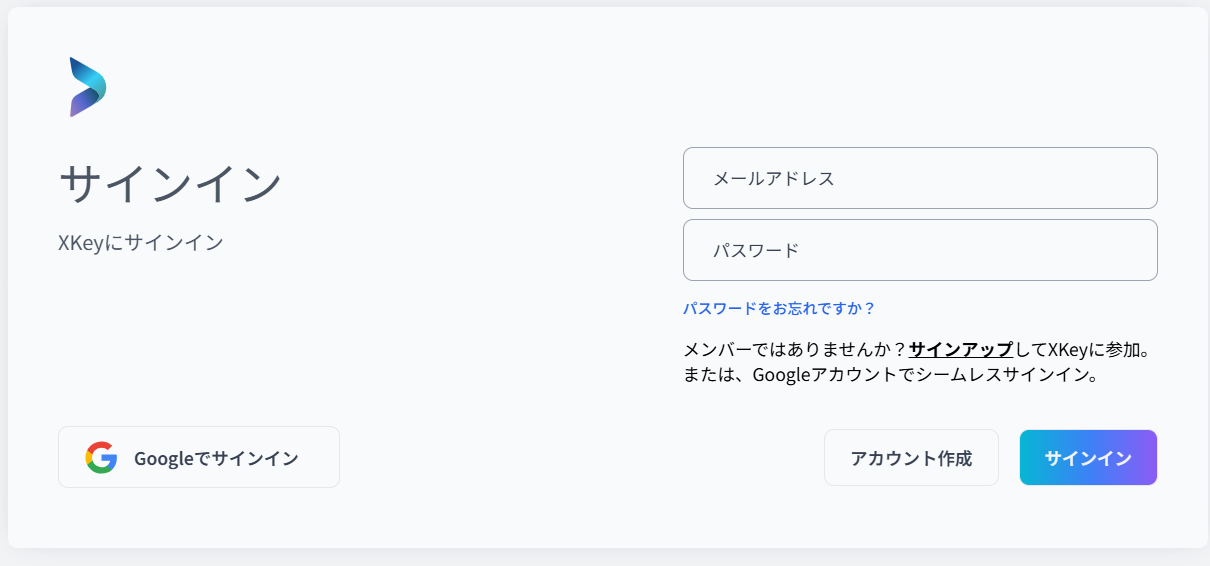 サインイン
XKeyにサインイン
メールアドレス
パスワード
パスワードをお忘れですか？
メンバーではありませんか？サインアップしてXKeyに参加。
または、Googleアカウントでシームレスサインイン。
Googleでサインイン
アカウント作成
サインイン